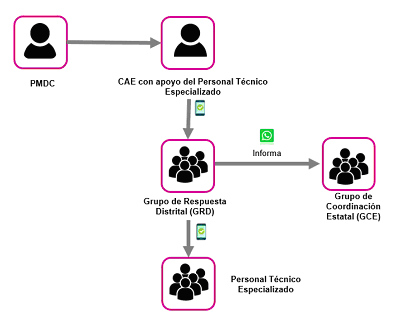 PMDC
CAE con apoyo del Personal Técnico
Especializado
Informa
Grupo de Respuesta
Distrital (GRD)
Grupo de
Coordinación
Estatal (GCE)
Personal Técnico
Especializado